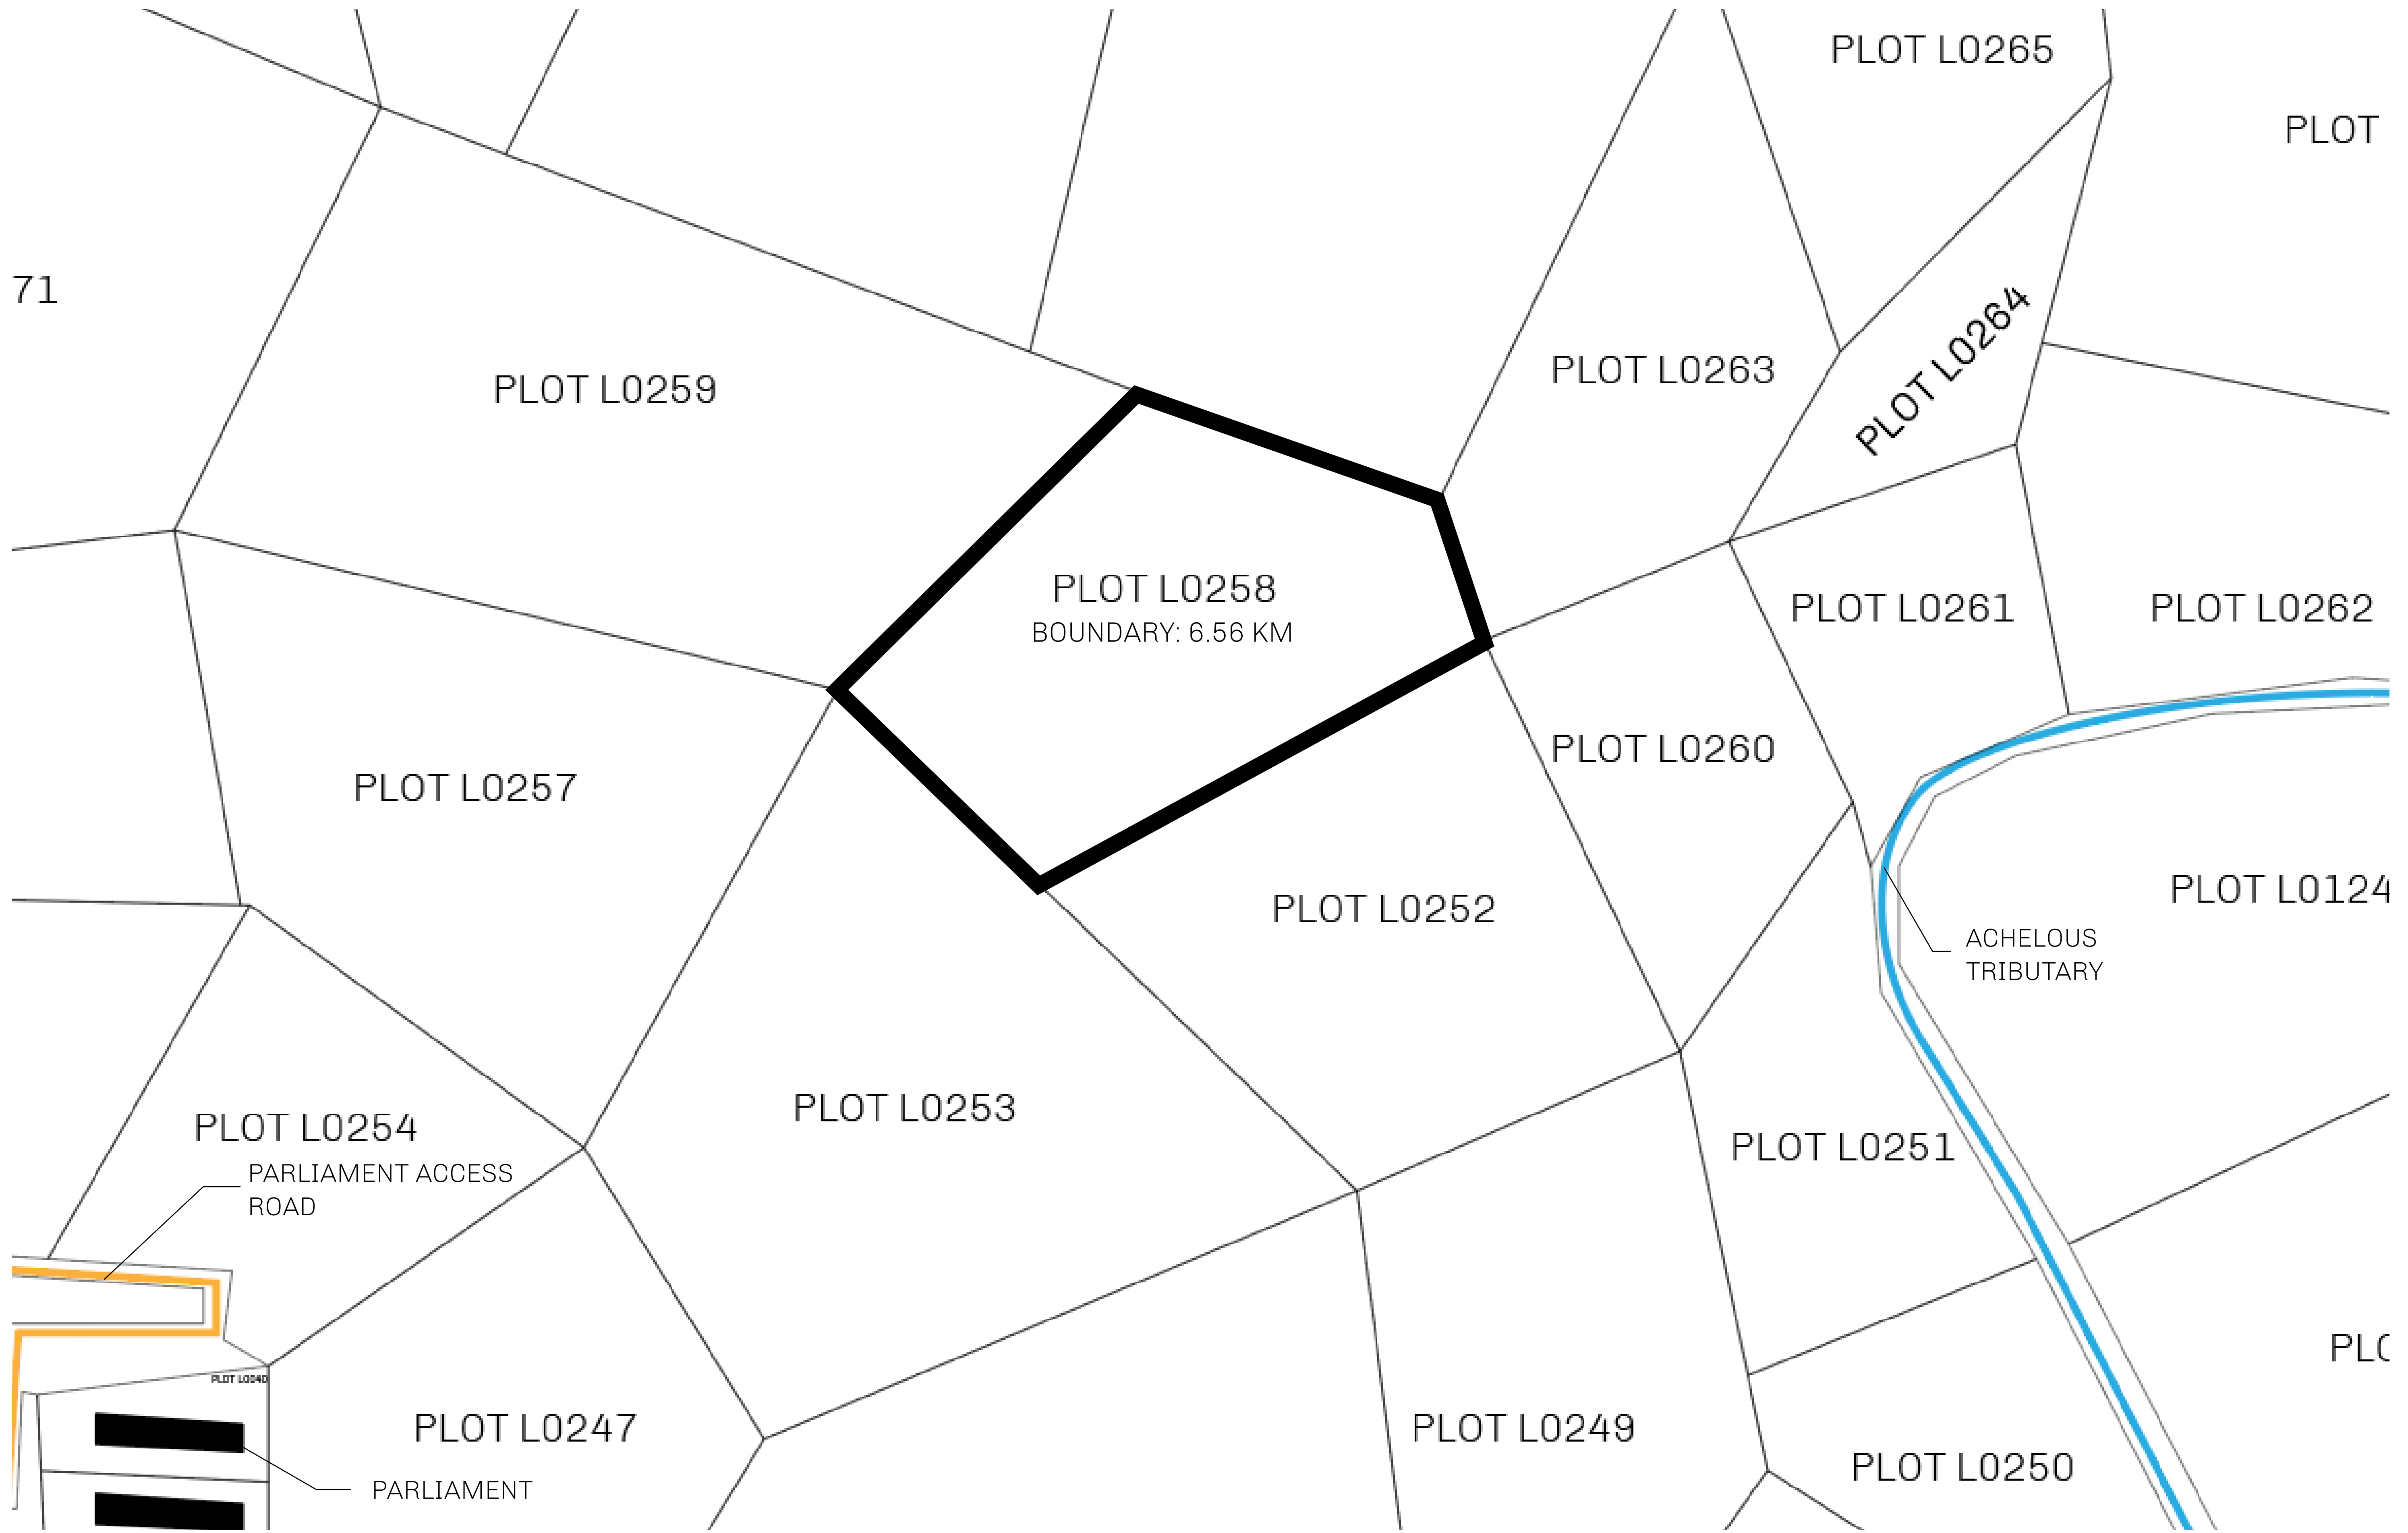 PLOT L0265
PLOT
71
PLOT L0264
PLOT L0263
PLOT L0259
PLOT L0258
BOUNDARY: 6.56 KM
PLOT L0261
PLOT L0262
PLOT L0260
PLOT L0257
PLOT L0124
PLOT L0252
ACHELOUS
TRIBUTARY
PLOT L0253
PLOT L0254
PLOT L0251
PARLIAMENT ACCESS
ROAD
PLO
PLOT L0040
PLOT L0247
PLOT L0249
PLOT L0250
PARLIAMENT